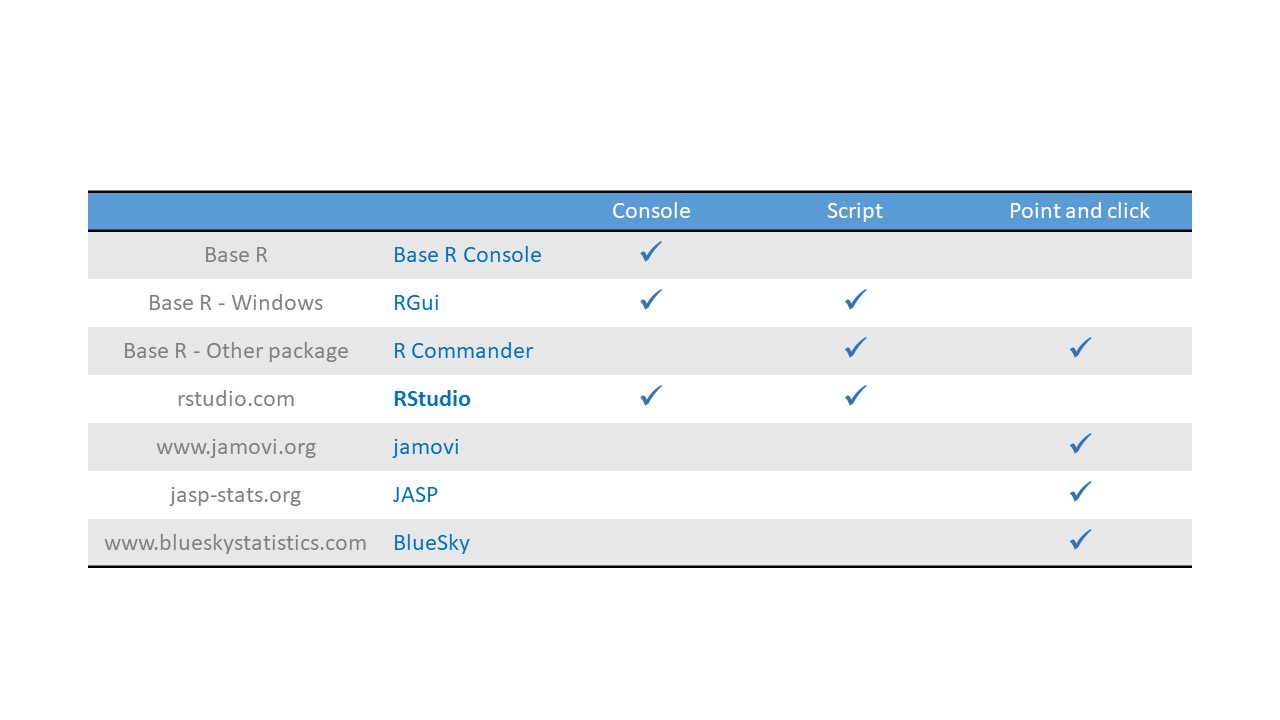 Console Script Point and click
Base R Base R Console ✓
Base R - Windows RGui ✓ ✓
Base R - Other package R Commander ✓ ✓
rstudio.com RStudio ✓ ✓
www.jamovi.org jamovi ✓
jasp-stats.org JASP ✓
www.blueskystatistics.com BlueSky ✓